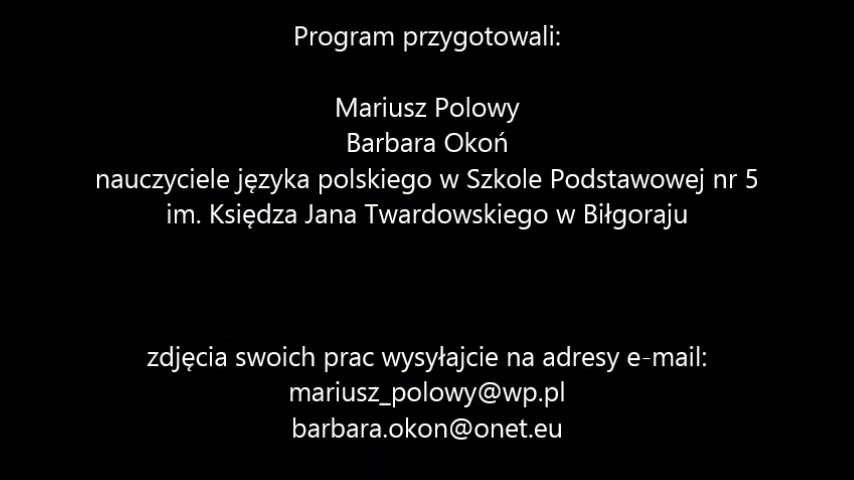 Program przygotowali:
Mariusz Polowy
Barbara Okoń
nauczyciele języka polskiego w Szkole Podstawowej nr 5
im. Księdza Jana Twardowskiego w Biłgoraju
zdjęcia swoich prac wysyłajcie na adresy e-mail:
mariusz_polowy@wp.pl
barbara.okon@onet.eu